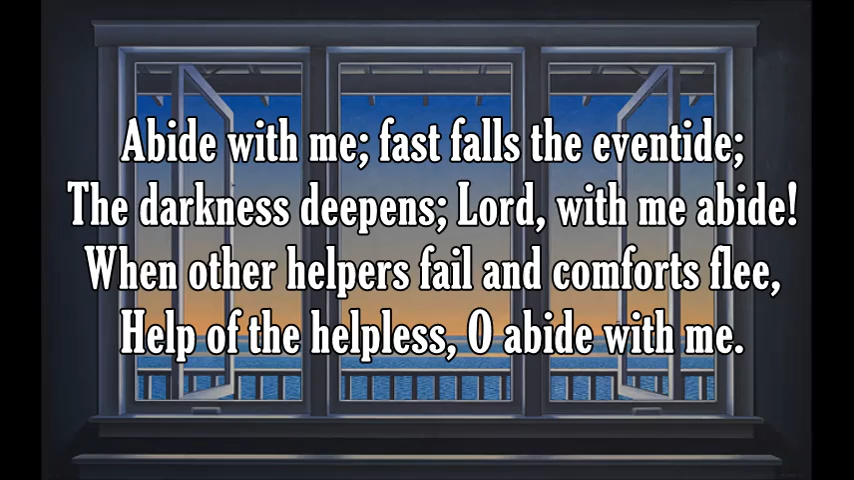 Abide with me; fast falls the eventide;
The darkness deepens; Lord, with me abide!
When other helpers fail and comforts flee,
Help of the helpless, O abide with me.